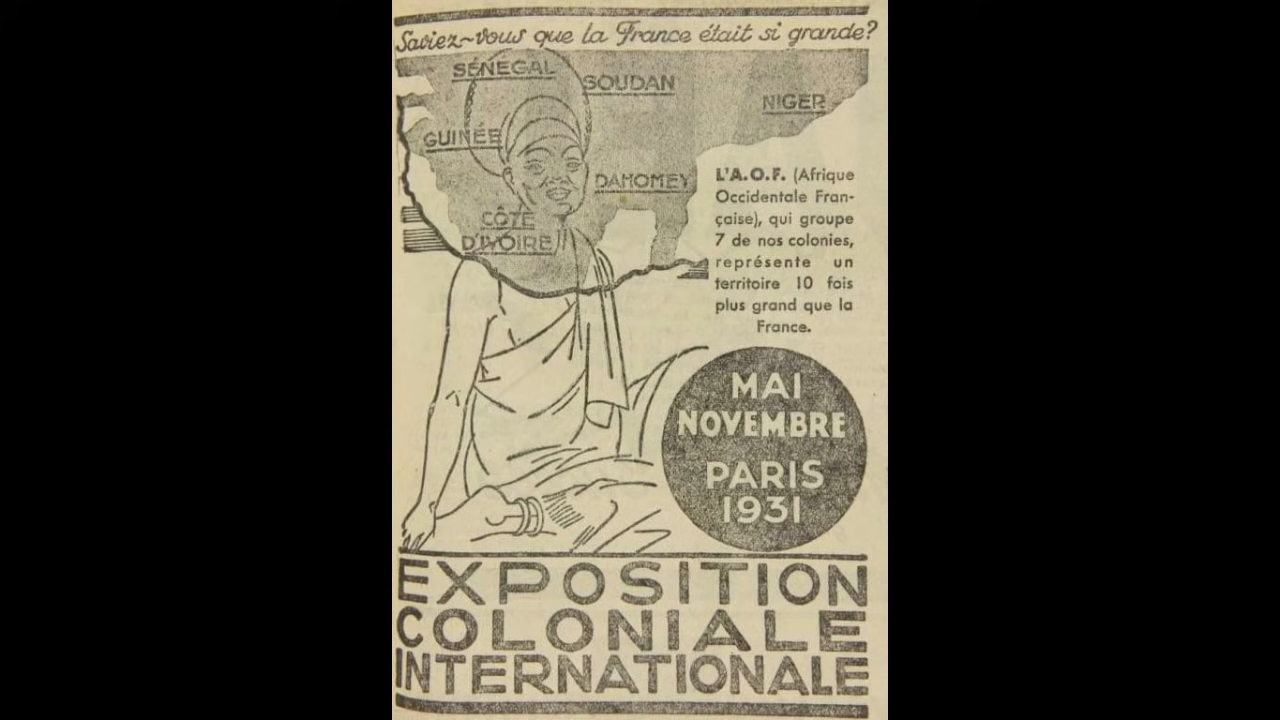 Saviez-vous que la France était si grande?
SÉNÉGAL
SOUDAN
NIGER
GUINÉE
DAHOMEY
CÔTE
D'IVOIRE
L'A.O.F. (Afrique
Occidentale Fran-
çaise), qui groupe
7 de nos colonies,
représente un
territoire 10 fois
plus grand que la
France.
MAI
NOVEMBRE
PARIS
1931
EXPOSITION
COLONIALE
INTERNATIONALE